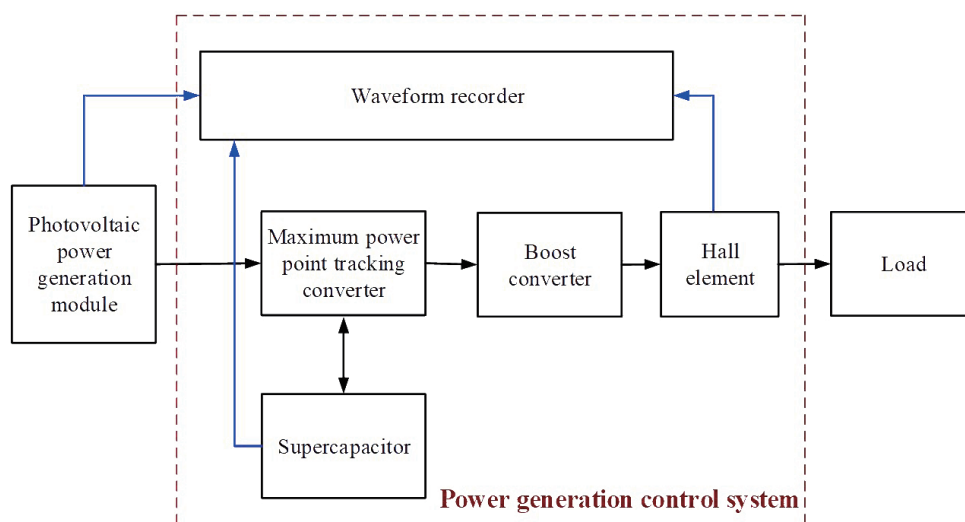 Waveform recorder
Photovoltaic
power
generation
module
Maximum power
point tracking
converter
Boost
converter
Hall
element
Load
Supercapacitor
Power generation control system